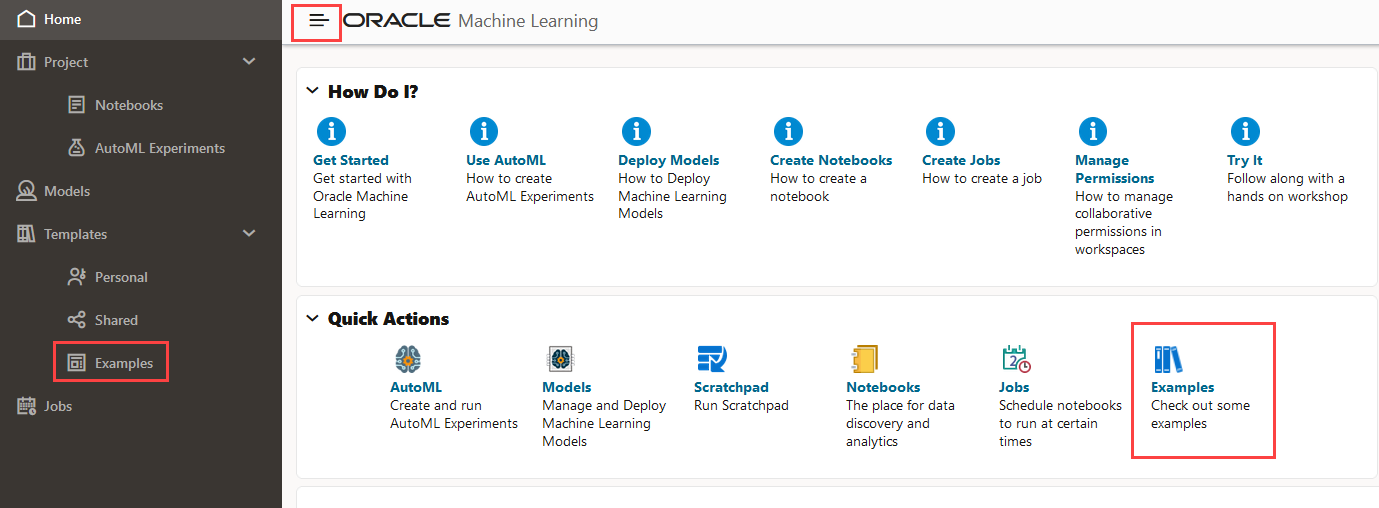 Home
Project
Notebooks
AutoML Experiments
Models
Templates
Personal
Shared
Examples
Jobs
ORACLE Machine Learning
How Do I?
Get Started
Get started with
Oracle Machine
Learning
Use AutoML
How to create
AutoML Experiments
Deploy Models
How to Deploy
Machine Learning
Models
Create Notebooks
How to create a
notebook
Create Jobs
How to create a job
Manage
Permissions
How to manage
collaborative
permissions in
workspaces
Try It
Follow along with a
hands on workshop
Quick Actions
AutoML
Create and run
AutoML Experiments
Models
Manage and Deploy
Machine Learning
Models
Scratchpad
Run Scratchpad
Notebooks
The place for data
discovery and
analytics
2
Jobs
Schedule notebooks
to run at certain
times
Examples
Check out some
examples